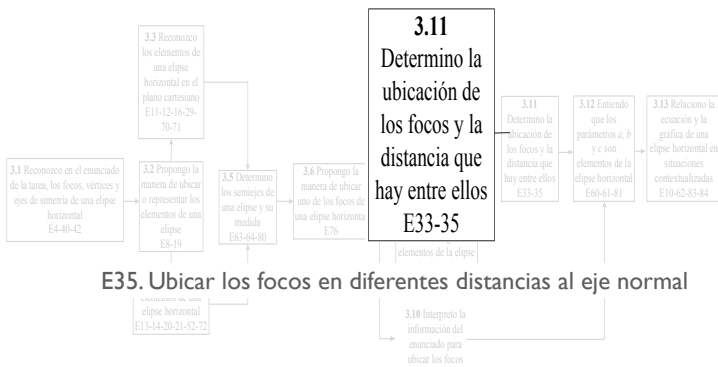 3.3 Reconozco
los elementos de
una elipse
horizontal en el
plano cartesiano
E11-12-16-29-
70-71
3.1 Reconozco en el enunciado
de la tarea, los focos, vértices y
ejes de simetría de una elipse
horizontal
E4-40-42
3.2 Propongo la
manera de ubicar
o representar los
elementos de una
elipse
E8-19
3.5 Determino
los semiejes de
una elipse y su
medida
E63-64-80
3.6 Propongo la
manera de ubicar
uno de los focos de
una elipse horizonta
E76
3.11
Determino la
ubicación de
los focos y la
distancia que
hay entre ellos
E33-35
3.11
Determino la
ubicación de
los focos y la
distancia que
hay entre ellos
E33-35
3.12 Entiendo
que los
parámetros a, b
y c son
elementos de la
elipse horizontal
E60-61-81
3.13 Relaciono la
ecuación y la
gráfica de una
elipse horizontal en
situaciones
contextualizadas
E10-62-83-84
elementos de la elipse
E35. Ubicar los focos en diferentes distancias al eje normal
elementos de una
elipse horizontal
E13-14-20-21-52-72
3.10 Interpreto la
información del
enunciado para
ubicar los focos